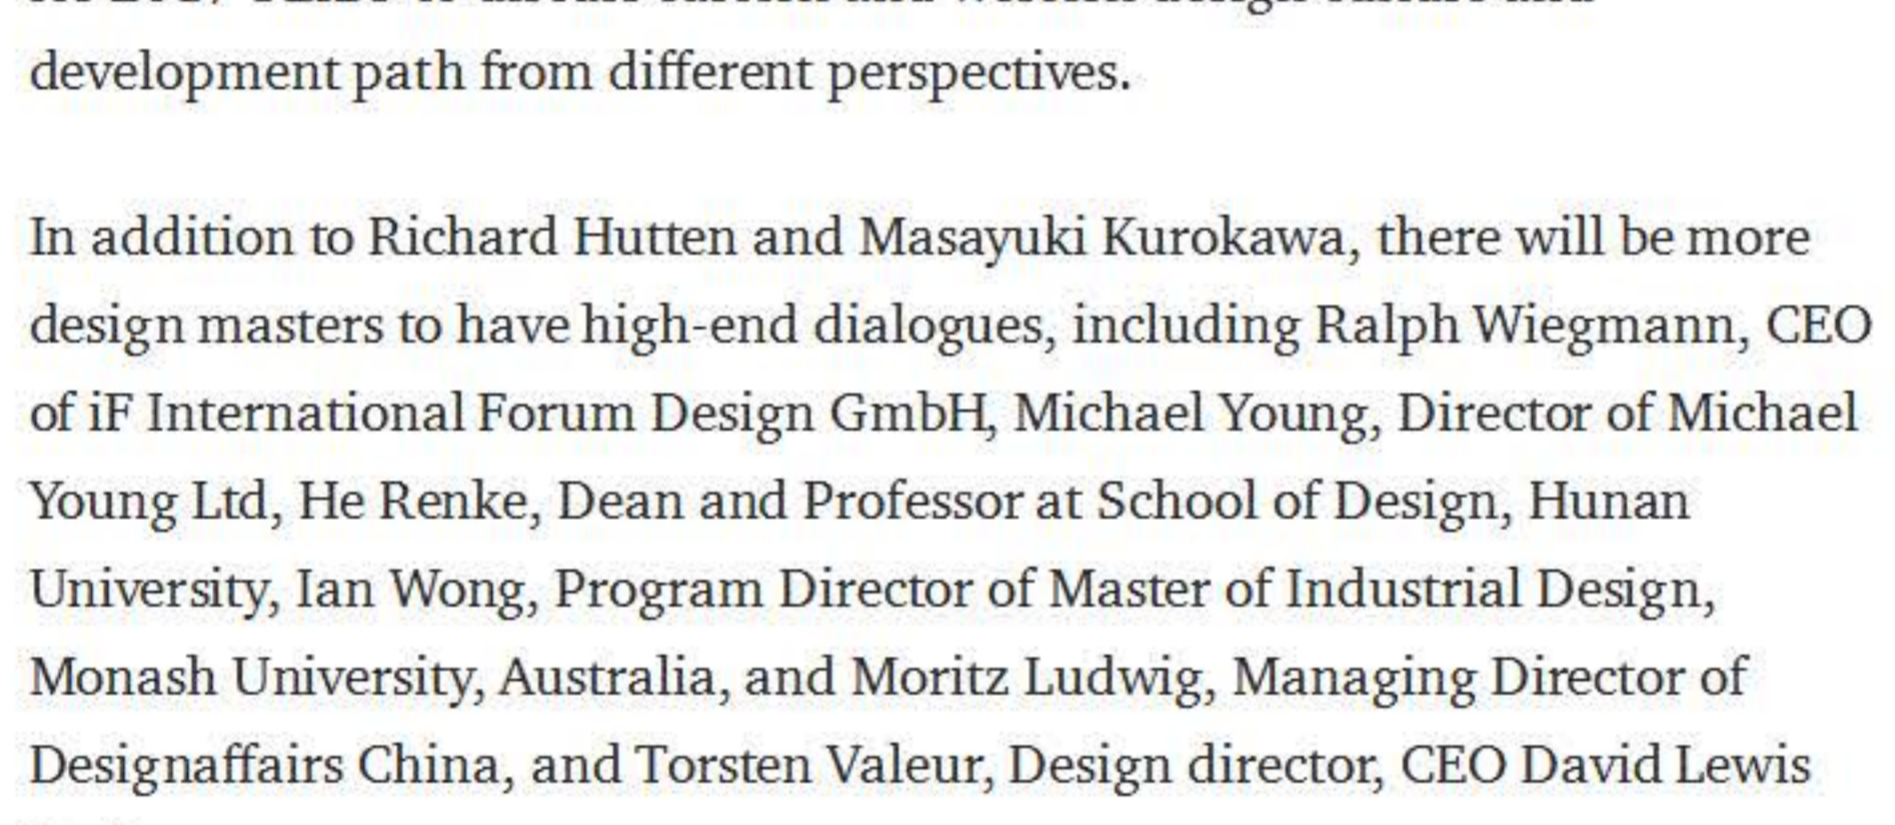 development path from different perspectives.
In addition to Richard Hutten and Masayuki Kurokawa, there will be more
design masters to have high-end dialogues, including Ralph Wiegmann, CEO
of iF International Forum Design GmbH, Michael Young, Director of Michael
Young Ltd, He Renke, Dean and Professor at School of Design, Hunan
University, Ian Wong, Program Director of Master of Industrial Design,
Monash University, Australia, and Moritz Ludwig, Managing Director of
Designaffairs China, and Torsten Valeur, Design director, CEO David Lewis